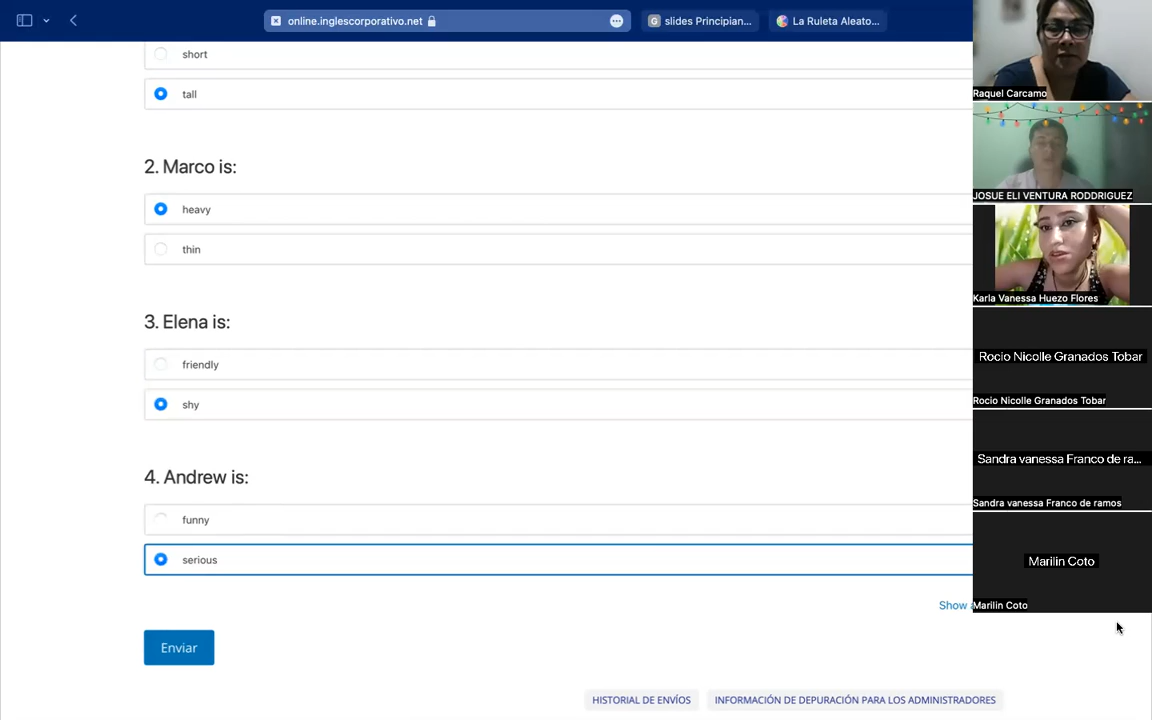 online.inglescorporativo.net
slides Principian...
La Ruleta Aleato...
short
tall
2. Marco is:
heavy
thin
3. Elena is:
friendly
shy
4. Andrew is:
funny
serious
Show
Enviar
HISTORIAL DE ENVÍOS
INFORMACIÓN DE DEPURACIÓN PARA LOS ADMINISTRADORES
Raquel Carcamo
JOSUE ELI VENTURA RODDRIGUEZ
Karla Vanessa Huezo Flores
Rocio Nicolle Granados Tobar
Rocio Nicolle Granados Tobar
Sandra vanessa Franco de ra...
Sandra vanessa Franco de ramos
Marilin Coto
Marilin Coto